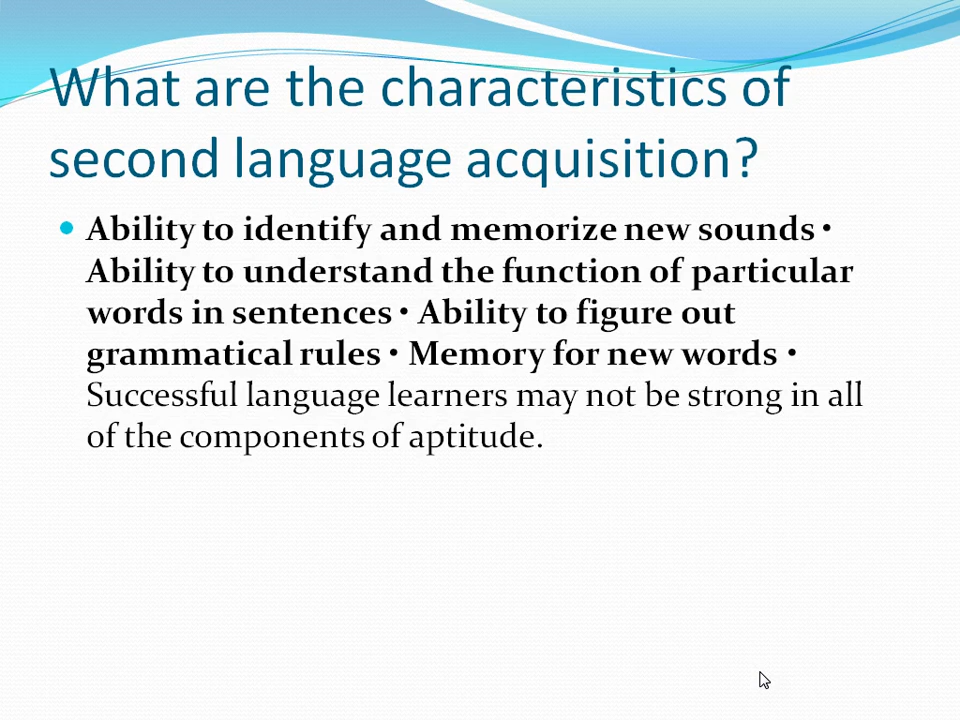 What are the characteristics of
second language acquisition?
• Ability to identify and memorize new sounds •
Ability to understand the function of particular
words in sentences • Ability to figure out
grammatical rules • Memory for new words •
Successful language learners may not be strong in all
of the components of aptitude.